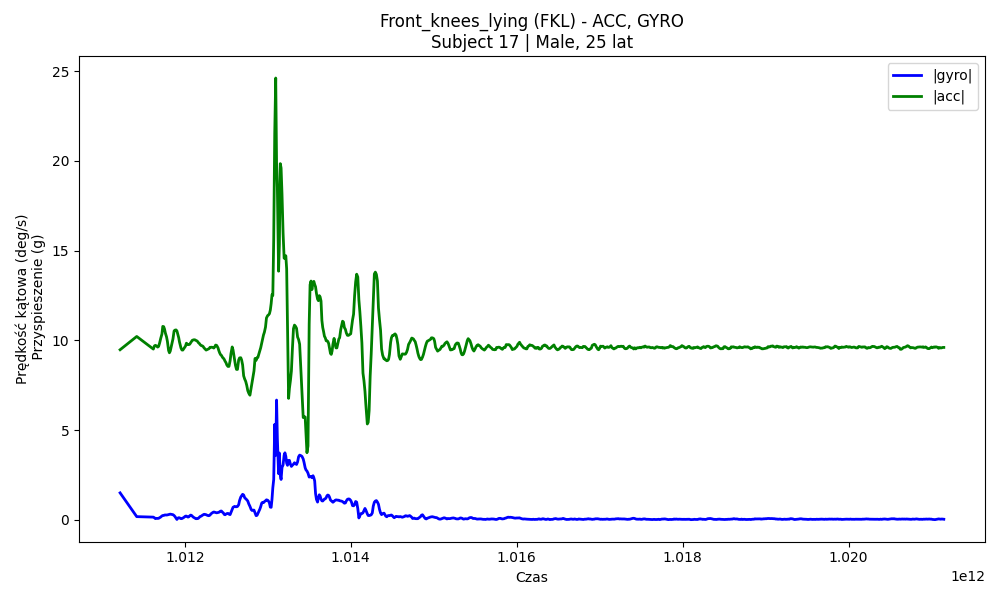 Front_knees_lying (FKL) - ACC, GYRO
Subject 17 | Male, 25 lat
|gyro|
|acc|
Prędkość kątowa (deg/s)
Przyspieszenie (g)
25
20
15
10
5
0
1.012
1.014
1.016
1.018
1.020
1e12
Czas